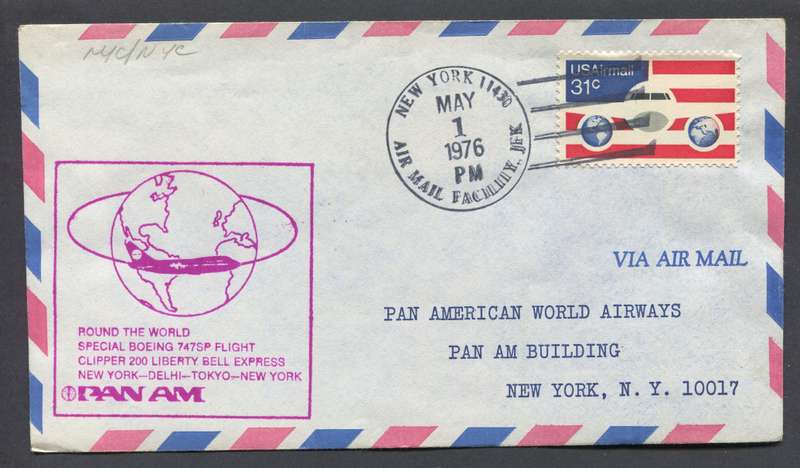 NYC/NYC
USAirmail
31c
NEW YORK 11430
MAY
1
1976
PM
AIR MAIL FACILITY, JFK
VIA AIR MAIL
PAN AMERICAN WORLD AIRWAYS
PAN AM BUILDING
NEW YORK, N. Y. 10017
ROUND THE WORLD
SPECIAL BOEING 747SP FLIGHT
CLIPPER 200 LIBERTY BELL EXPRESS
NEW YORK—DELHI—TOKYO—NEW YORK
PAN AM